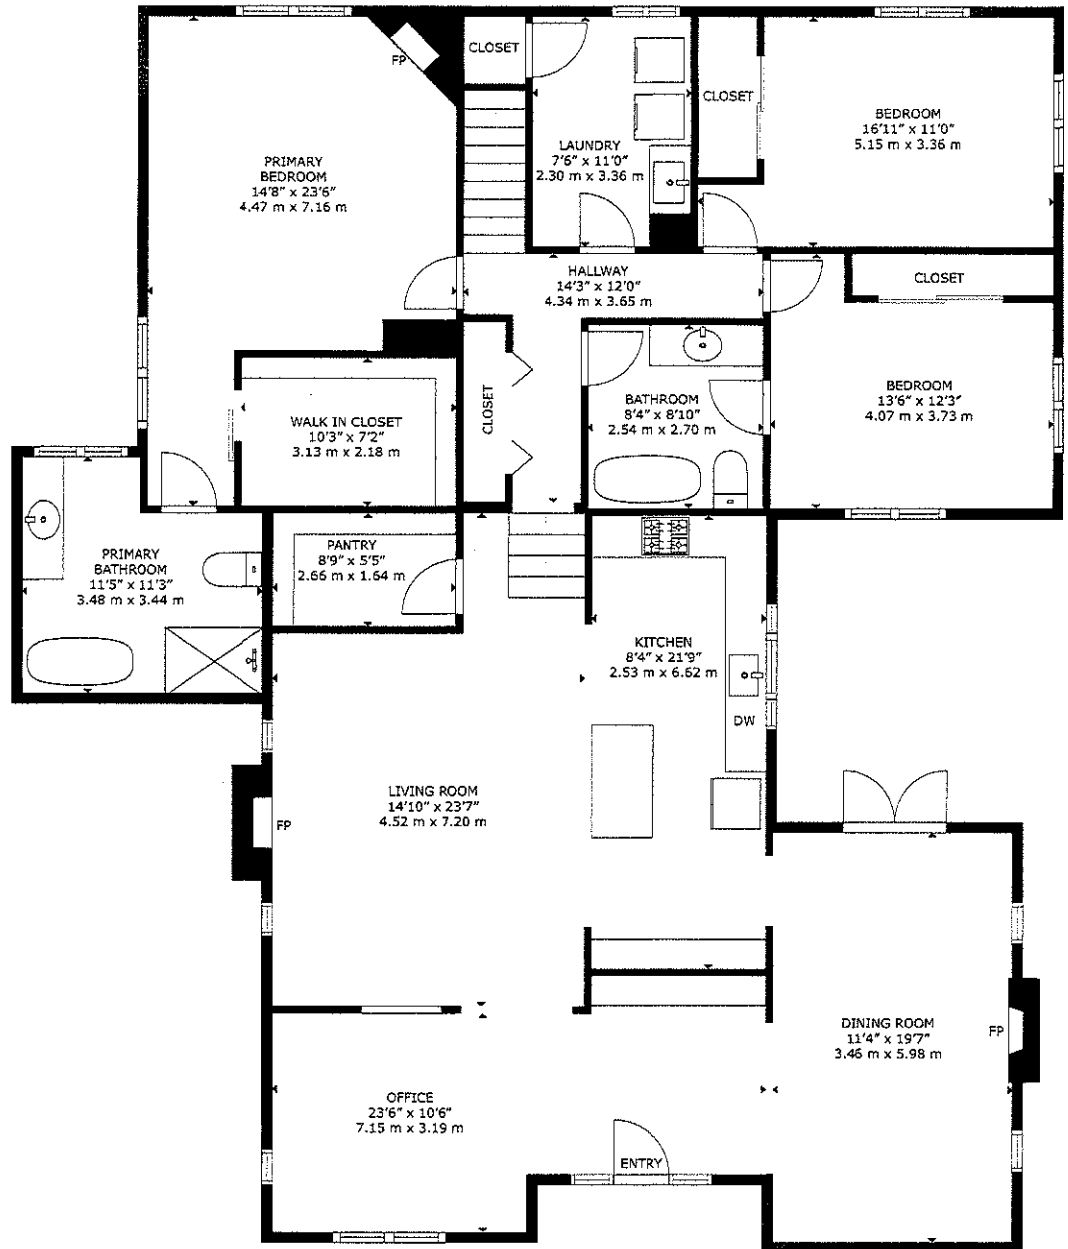 FP
CLOSET
CLOSET
LAUNDRY
7'6" x 11'0"
2.30 m x 3.36 m
BEDROOM
16'11" x 11'0"
5.15 m x 3.36 m
PRIMARY
BEDROOM
14'8" x 23'6"
4.47 m x 7.16 m
HALLWAY
14'3" x 12'0"
4.34 m x 3.65 m
CLOSET
BEDROOM
13'6" x 12'3"
4.07 m x 3.73 m
CLOSET
BATHROOM
8'4" x 8'10"
2.54 m x 2.70 m
WALK IN CLOSET
10'3" x 7'2"
3.13 m x 2.18 m
PRIMARY
BATHROOM
11'5" x 11'3"
3.48 m x 3.44 m
PANTRY
8'9" x 5'5"
2.66 m x 1.64 m
KITCHEN
8'4" x 21'9"
2.53 m x 6.62 m
DW
LIVING ROOM
14'10" x 23'7"
4.52 m x 7.20 m
FP
DINING ROOM
11'4" x 19'7"
3.46 m x 5.98 m
FP
OFFICE
23'6" x 10'6"
7.15 m x 3.19 m
ENTRY